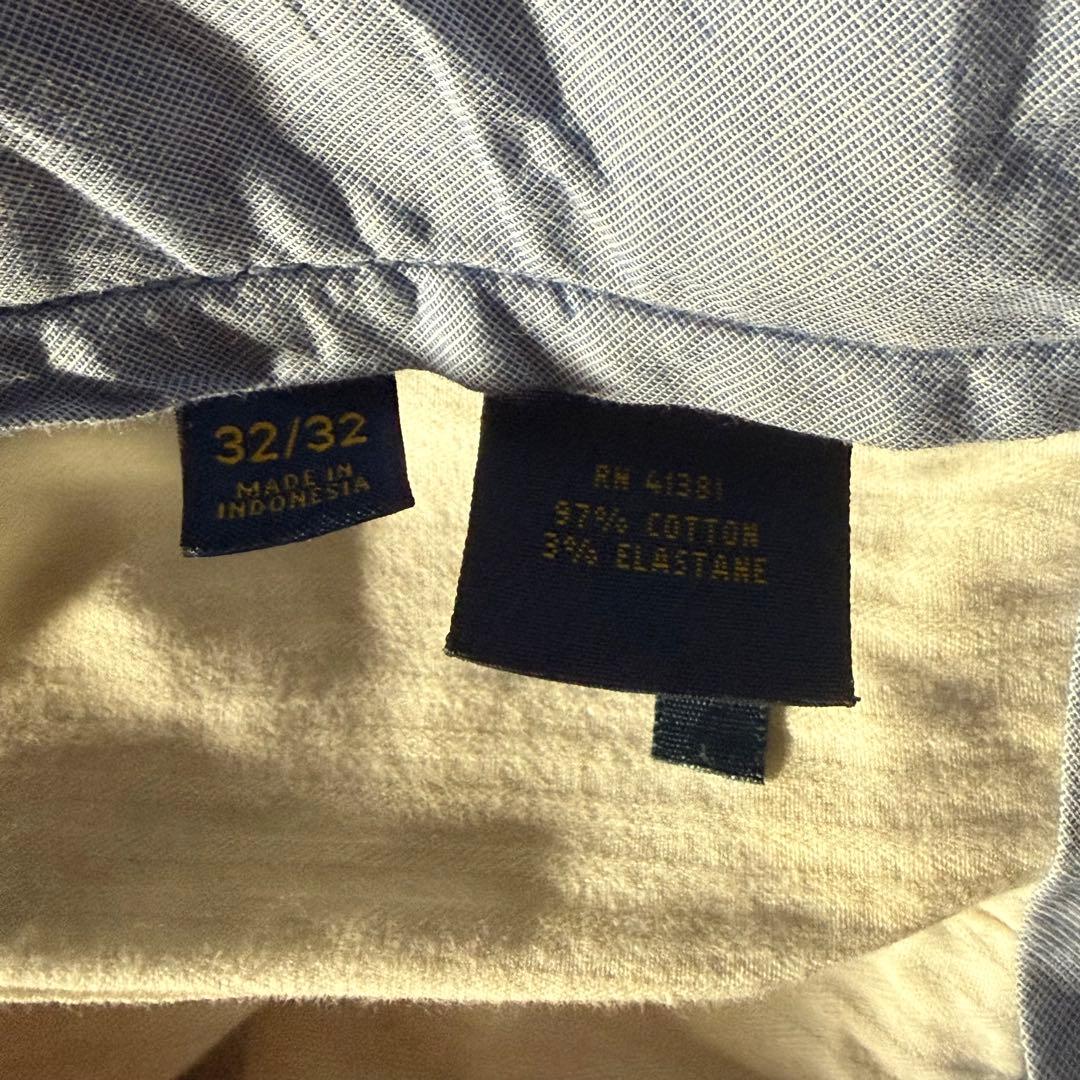 32/32
MADE IN
INDONESIA
RN 41381
97% COTTON
3% ELASTANE